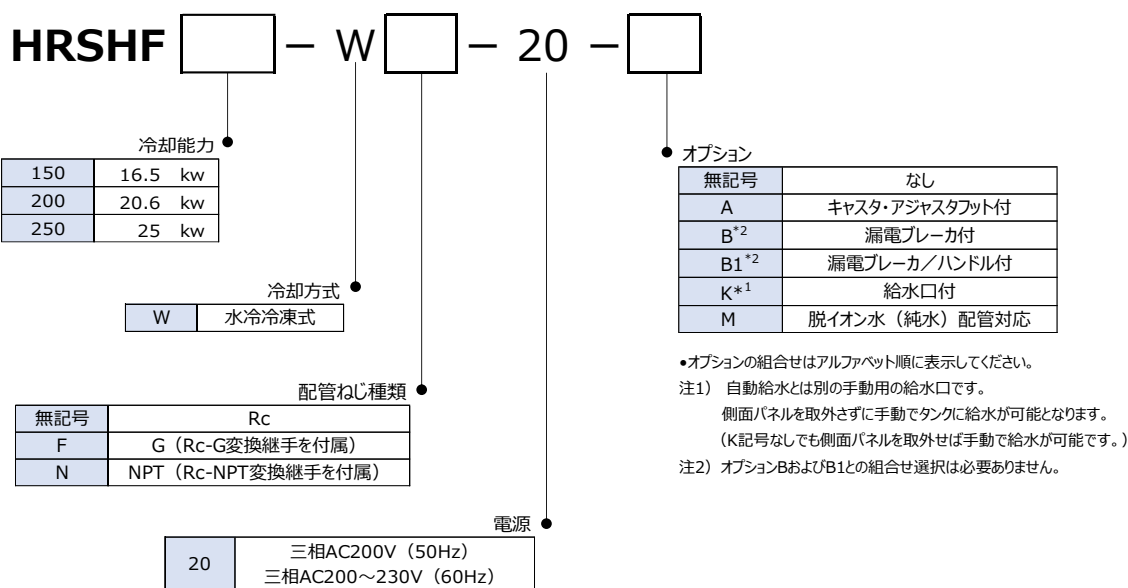 HRSHF － W － 20 －
冷却能力
150 16.5 kw
200 20.6 kw
250 25 kw
冷却方式
W 水冷冷凍式
配管ねじ種類
無記号 Rc
F G（Rc-G変換継手を付属）
N NPT（Rc-NPT変換継手を付属）
電源
20 三相AC200V（50Hz）
三相AC200～230V（60Hz）
オプション
無記号 なし
A キャスタ・アジャスタフット付
B*2 漏電ブレーカ付
B1*2 漏電ブレーカ／ハンドル付
K*1 給水口付
M 脱イオン水（純水）配管対応
•オプションの組合せはアルファベット順に表示してください。
注1） 自動給水とは別の手動用の給水口です。
側面パネルを取外さずに手動でタンクに給水が可能となります。
（K記号なしでも側面パネルを取外せば手動で給水が可能です。）
注2）オプションBおよびB1との組合せ選択は必要ありません。